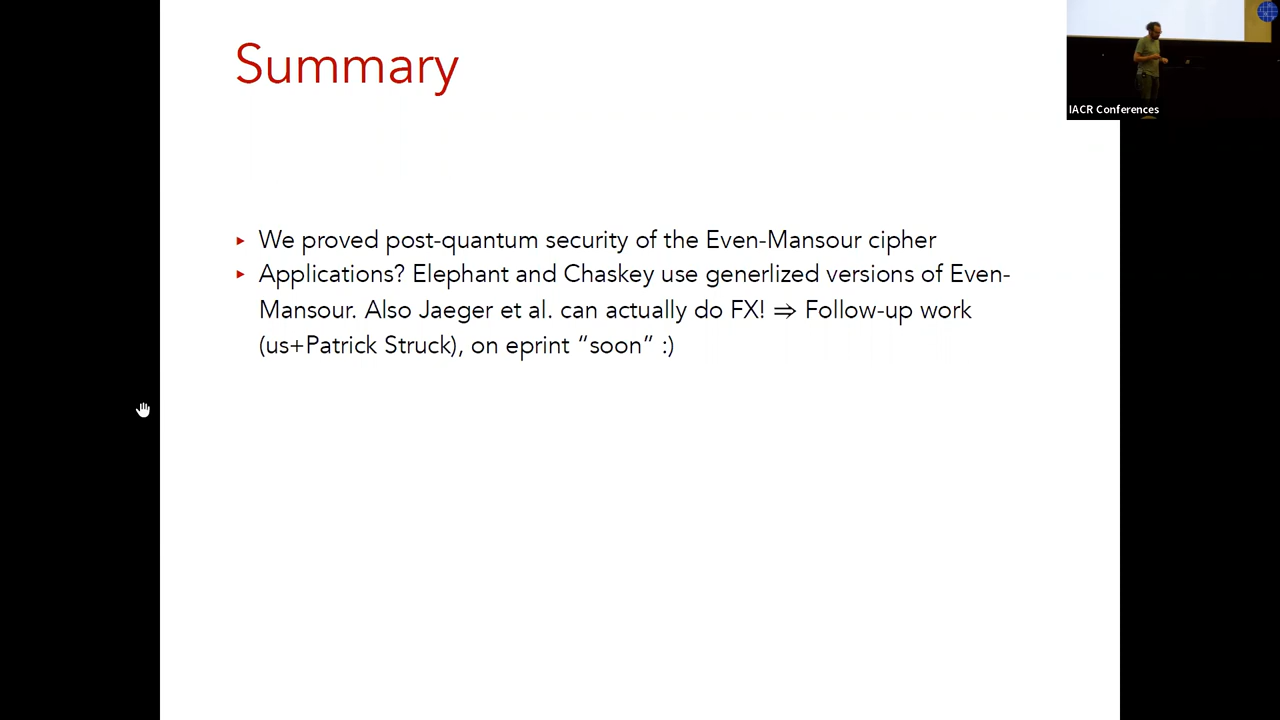 Summary
IACR Conferences
▸ We proved post-quantum security of the Even-Mansour cipher
▸ Applications? Elephant and Chaskey use generlized versions of Even-
Mansour. Also Jaeger et al. can actually do FX! ⇒ Follow-up work
(us+Patrick Struck), on eprint “soon” :)